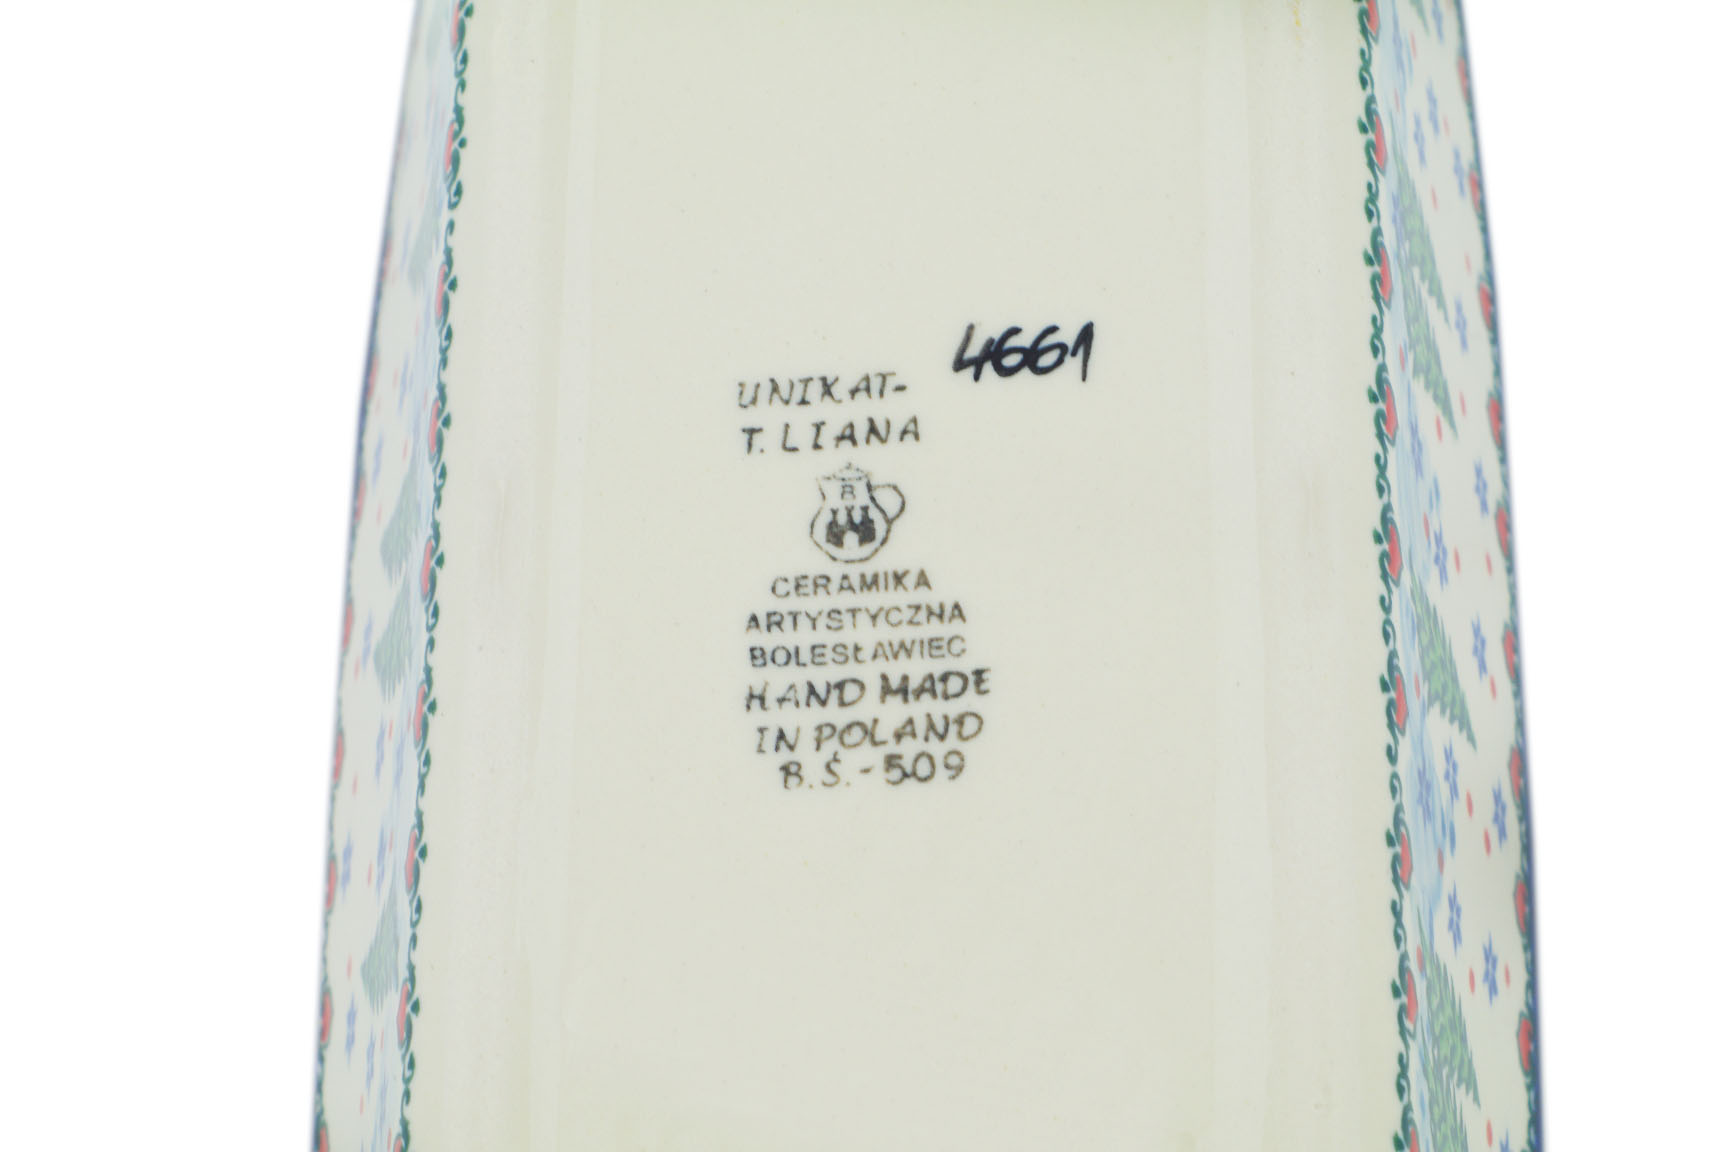 4661
UNIKAT-
T. LIANA
B
CERAMIKA
ARTYSTYCZNA
BOLESŁAWIEC
HAND MADE
IN POLAND
B.Ś.-509